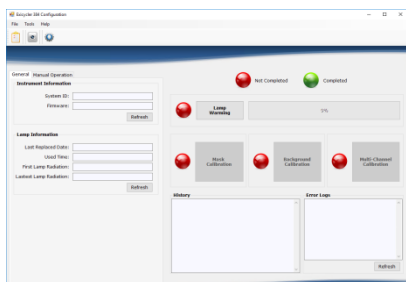 Exicycler 384 Configuration
File Tools Help
General Manual Operation
Instrument Information
System ID:
Firmware:
Refresh
Lamp Information
Last Replaced Date:
Used Time:
First Lamp Radiation:
Lastest Lamp Radiation:
Refresh
Not Completed
Completed
Lamp
Warming
0%
Mask
Calibration
Background
Calibration
Multi-Channel
Calibration
History
Error Logs
Refresh